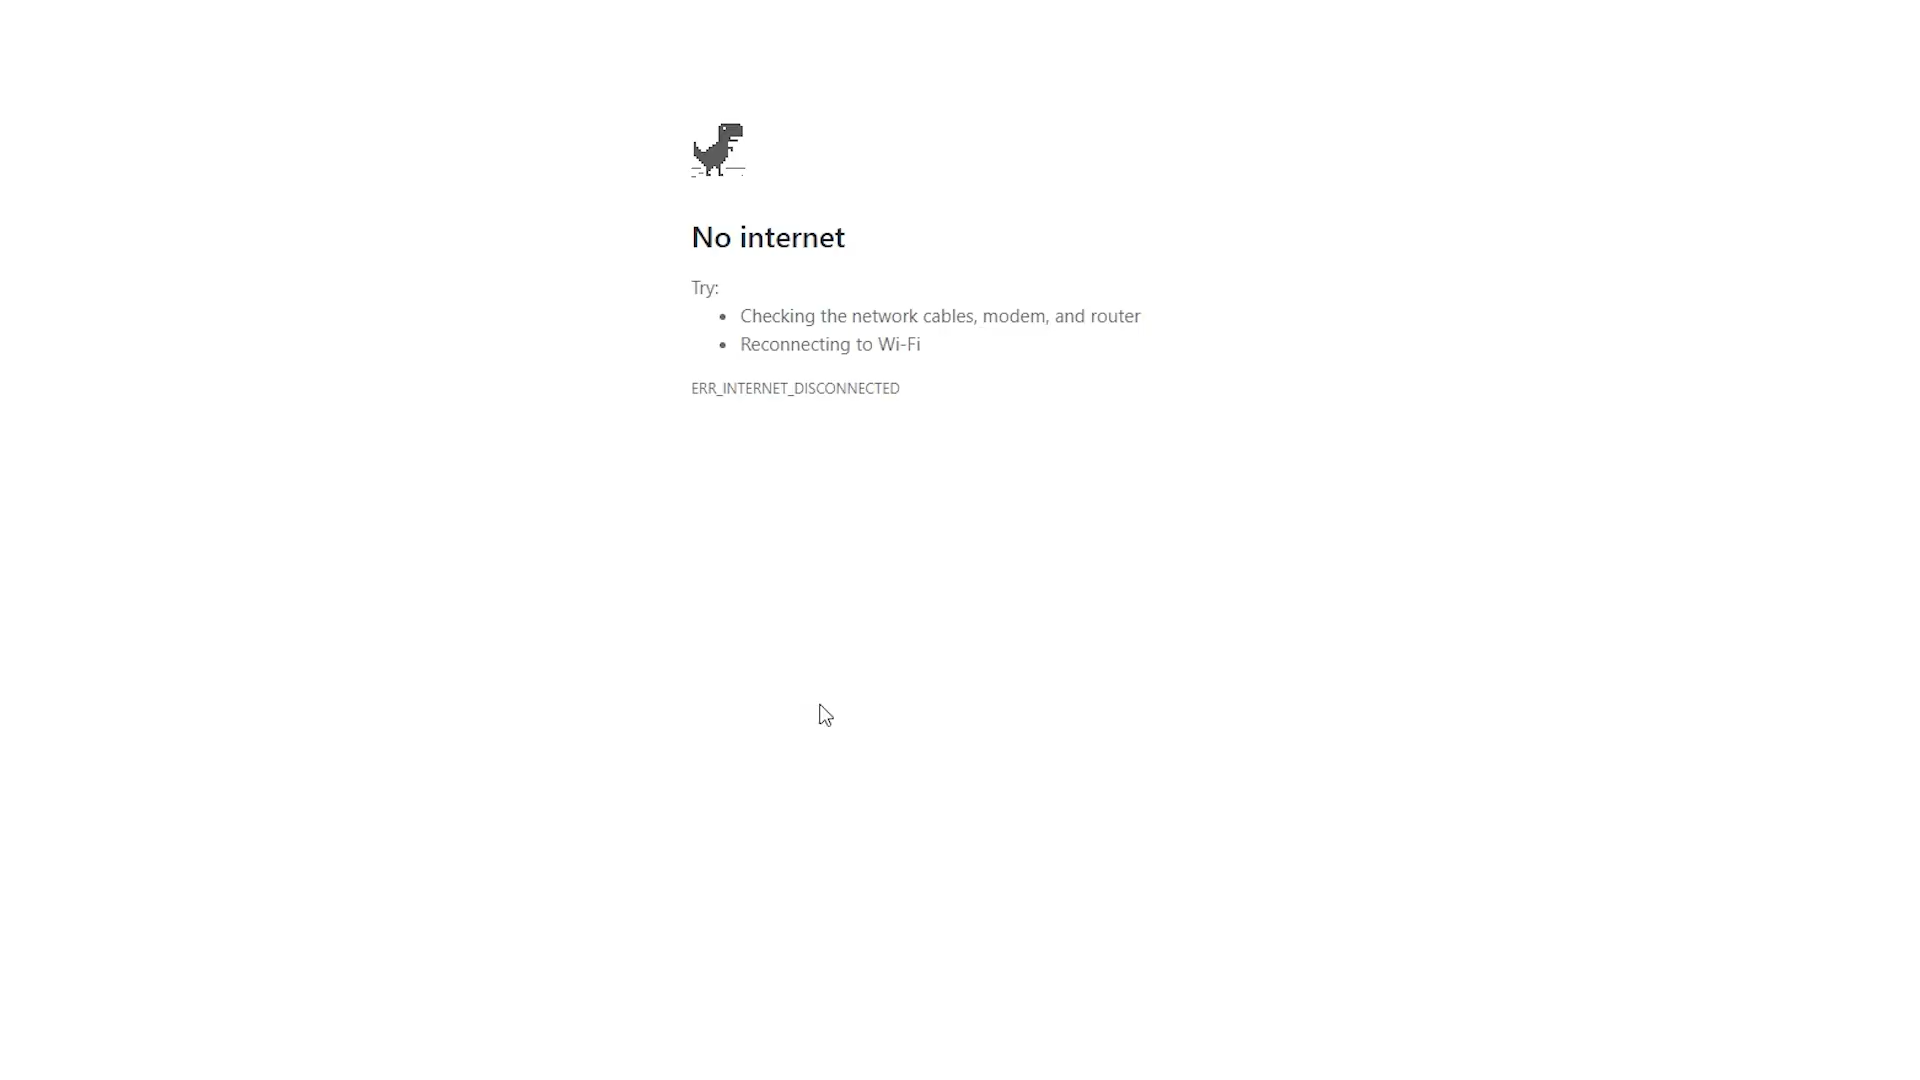 No internet
Try:
• Checking the network cables, modem, and router
• Reconnecting to Wi-Fi
ERR_INTERNET_DISCONNECTED